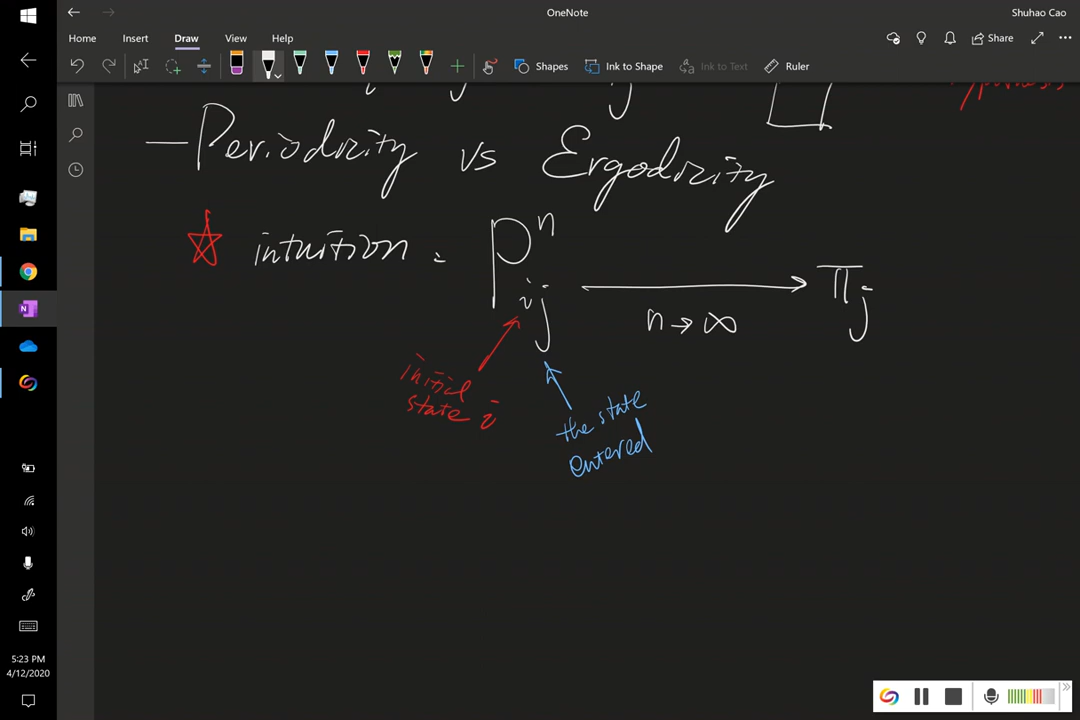 OneNote
Shuhao Cao
Home Insert Draw View Help
Share
Shapes
Ink to Shape
Ink to Text
Ruler
— Periodicity vs Ergodicity
☆ intuition = P^n_ij → π_j
n → ∞
initial
state i
the state
entered
5:23 PM
4/12/2020